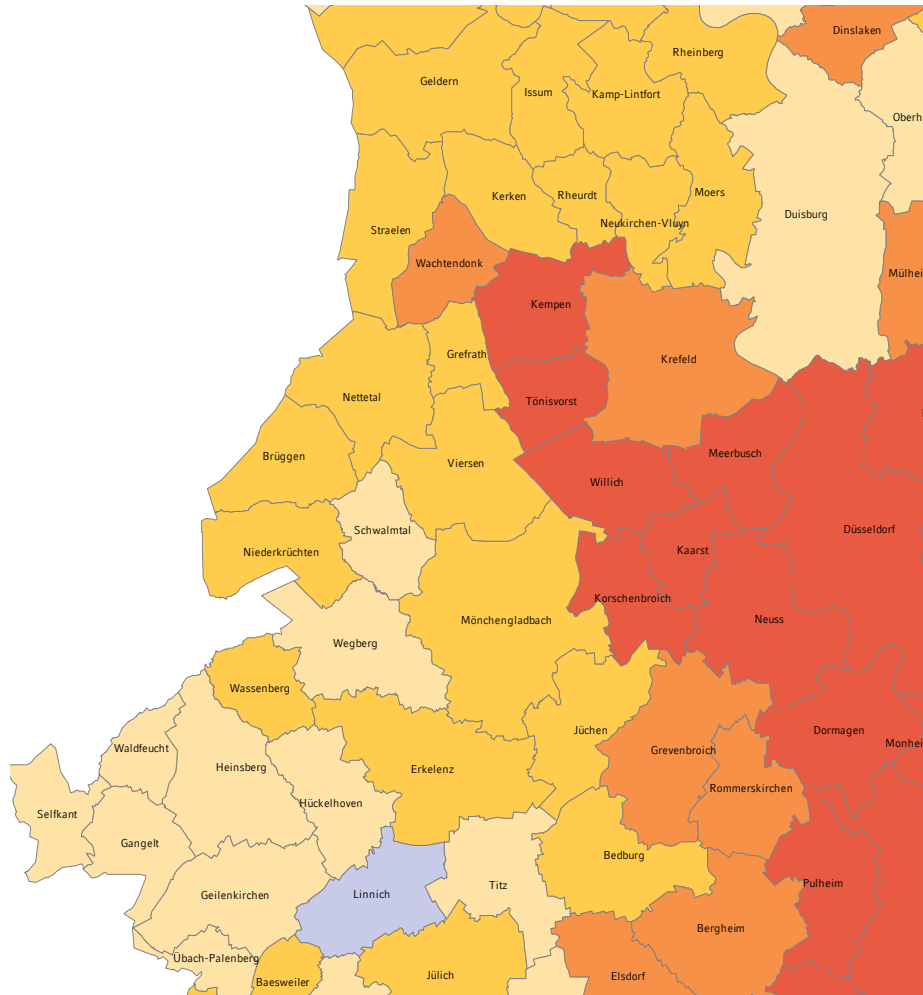 Dinslaken
Rheinberg
Geldern
Issum
Kamp-Lintfort
Oberh
Kerken
Rheurdt
Moers
Duisburg
Neukirchen-Vluyn
Straelen
Wachtendonk
Mülhei
Kempen
Grefrath
Krefeld
Nettetal
Tönisvorst
Brüggen
Viersen
Meerbusch
Willich
Schwalmtal
Düsseldorf
Niederkrüchten
Kaarst
Korschenbroich
Mönchengladbach
Neuss
Wegberg
Wassenberg
Jüchen
Dormagen
Waldfeucht
Grevenbroich
Monhei
Heinsberg
Erkelenz
Rommerskirchen
Hückelhoven
Selfkant
Gangelt
Bedburg
Titz
Pulheim
Geilenkirchen
Linnich
Bergheim
Übach-Palenberg
Jülich
Elsdorf
Baesweiler